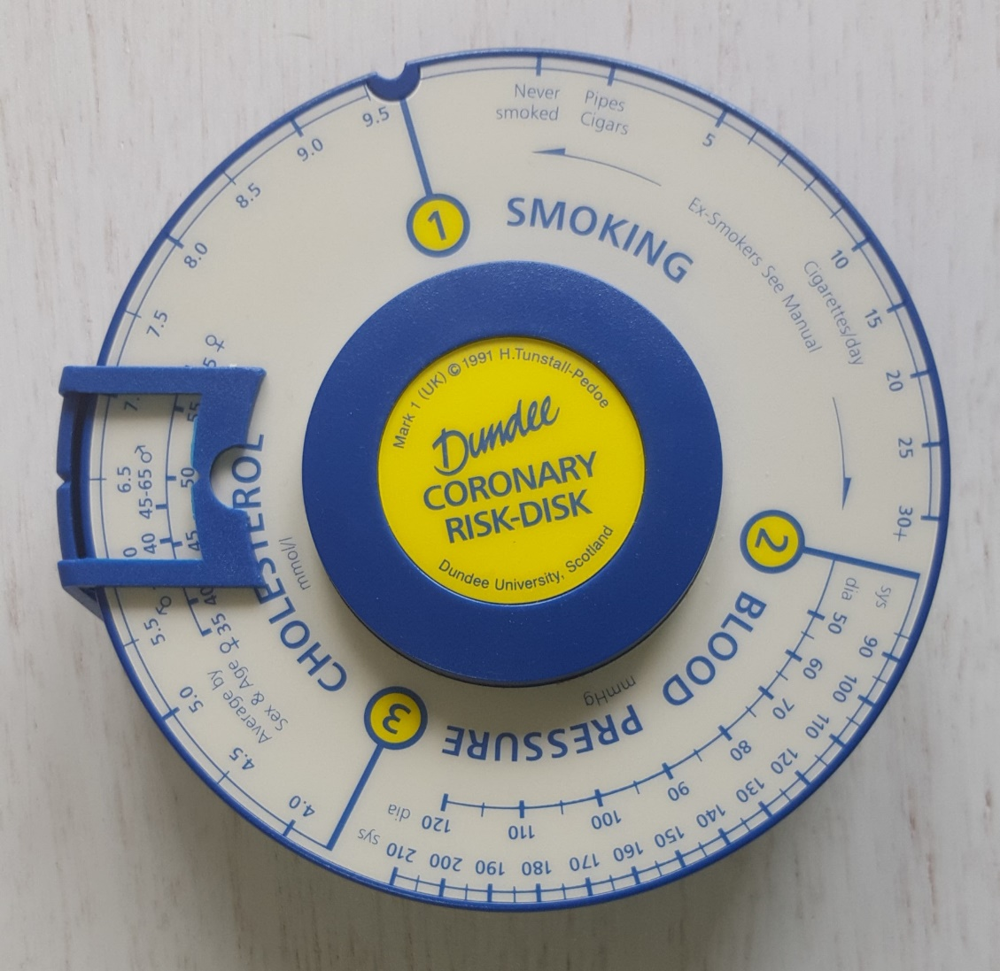 Mark 1 (UK) © 1991 H.Tunstall-Pedoe
Dundee
CORONARY
RISK-DISK
Dundee University, Scotland
1
SMOKING
Never
smoked
Pipes
Cigars
5
10
15
20
25
30+
Ex-Smokers See Manual
Cigarettes/day
2
BLOOD PRESSURE
mmHg
sys
dia
50
60
70
80
90
100
110
120
dia
90
100
110
120
130
140
150
160
170
180
190
200
210
sys
3
CHOLESTEROL
mmol/l
Average by
Sex & Age
♀ 35
40
45
50
55
5 ♀
♂
40
45-65 ♂
4.0
4.5
5.0
5.5
0
6.5
7.
7.5
8.0
8.5
9.0
9.5